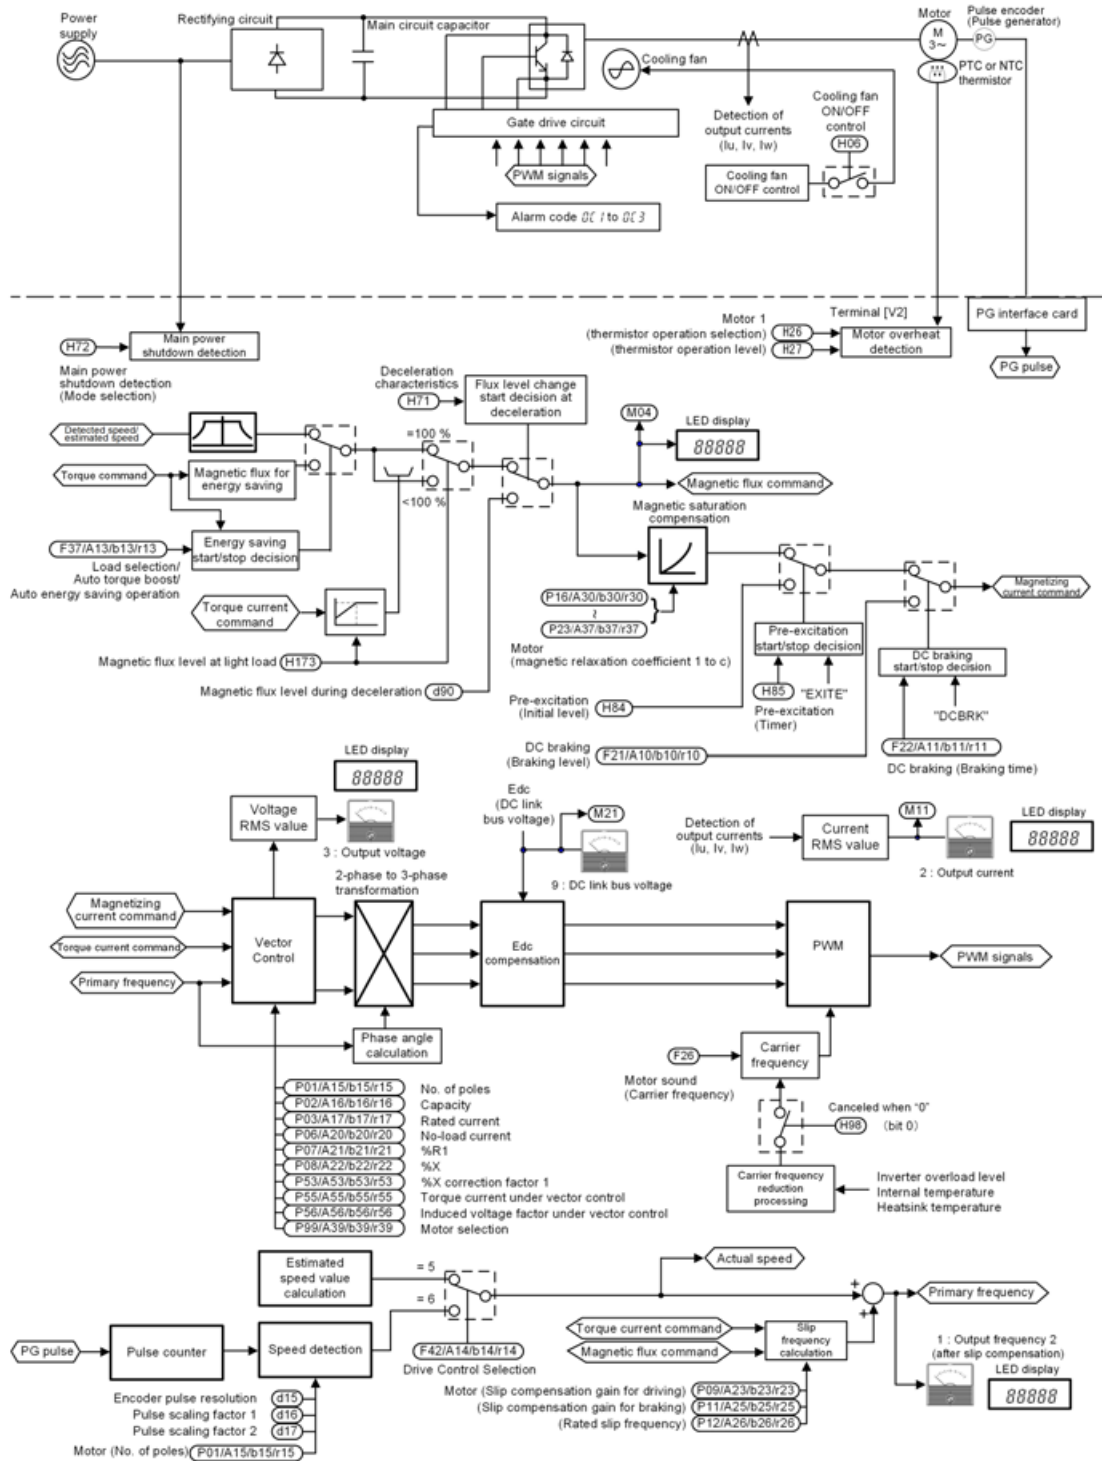 Power
supply
Rectifying circuit
Main circuit capacitor
Motor
M
3~
Pulse encoder
(Pulse generator)
PG
PTC or NTC
thermistor
Cooling fan
Gate drive circuit
PWM signals
Alarm code OC1 to OC3
Detection of
output currents
(Iu, Iv, Iw)
Cooling fan
ON/OFF
control
H06
Cooling fan
ON/OFF control
H72
Main power
shutdown detection
Main power
shutdown detection
(Mode selection)
Motor 1
(thermistor operation selection)
H26
(thermistor operation level)
H27
Terminal [V2]
Motor overheat
detection
PG interface card
PG pulse
Deceleration
characteristics
H71
Flux level change
start decision at
deceleration
Detected speed/
estimated speed
Torque command
Magnetic flux for
energy saving
F37/A13/b13/r13
Energy saving
start/stop decision
Load selection/
Auto torque boost/
Auto energy saving operation
=100 %
<100 %
M04
LED display
88888
Magnetic flux command
Magnetic saturation
compensation
Torque current
command
Magnetic flux level at light load
H173
Magnetic flux level during deceleration
d90
P16/A30/b30/r30
~
P23/A37/b37/r37
}
Motor
(magnetic relaxation coefficient 1 to c)
Magnetizing
current command
Pre-excitation
start/stop decision
H85
"EXITE"
Pre-excitation
(Timer)
Pre-excitation
(Initial level)
H84
DC braking
start/stop decision
"DCBRK"
F22/A11/b11/r11
DC braking (Braking time)
DC braking
(Braking level)
F21/A10/b10/r10
LED display
88888
Voltage
RMS value
3 : Output voltage
Edc
(DC link
bus voltage)
M21
9 : DC link bus voltage
Detection of
output currents
(Iu, Iv, Iw)
Current
RMS value
M11
2 : Output current
LED display
88888
2-phase to 3-phase
transformation
Magnetizing
current command
Torque current command
Primary frequency
Vector
Control
Edc
compensation
PWM
PWM signals
Phase angle
calculation
P01/A15/b15/r15 No. of poles
P02/A16/b16/r16 Capacity
P03/A17/b17/r17 Rated current
P06/A20/b20/r20 No-load current
P07/A21/b21/r21 %R1
P08/A22/b22/r22 %X
P53/A53/b53/r53 %X correction factor 1
P55/A55/b55/r55 Torque current under vector control
P56/A56/b56/r56 Induced voltage factor under vector control
P99/A39/b39/r39 Motor selection
F26
Motor sound
(Carrier frequency)
Carrier
frequency
Canceled when "0"
H98 (bit 0)
Carrier frequency
reduction
processing
Inverter overload level
Internal temperature
Heatsink temperature
Estimated
speed value
calculation
= 5
= 6
PG pulse
Pulse counter
Speed detection
F42/A14/b14/r14
Drive Control Selection
Encoder pulse resolution d15
Pulse scaling factor 1 d16
Pulse scaling factor 2 d17
Motor (No. of poles) P01/A15/b15/r15
Actual speed
+
+
Primary frequency
Torque current command
Magnetic flux command
Slip
frequency
calculation
Motor (Slip compensation gain for driving) P09/A23/b23/r23
(Slip compensation gain for braking) P11/A25/b25/r25
(Rated slip frequency) P12/A26/b26/r26
1 : Output frequency 2
(after slip compensation)
LED display
88888